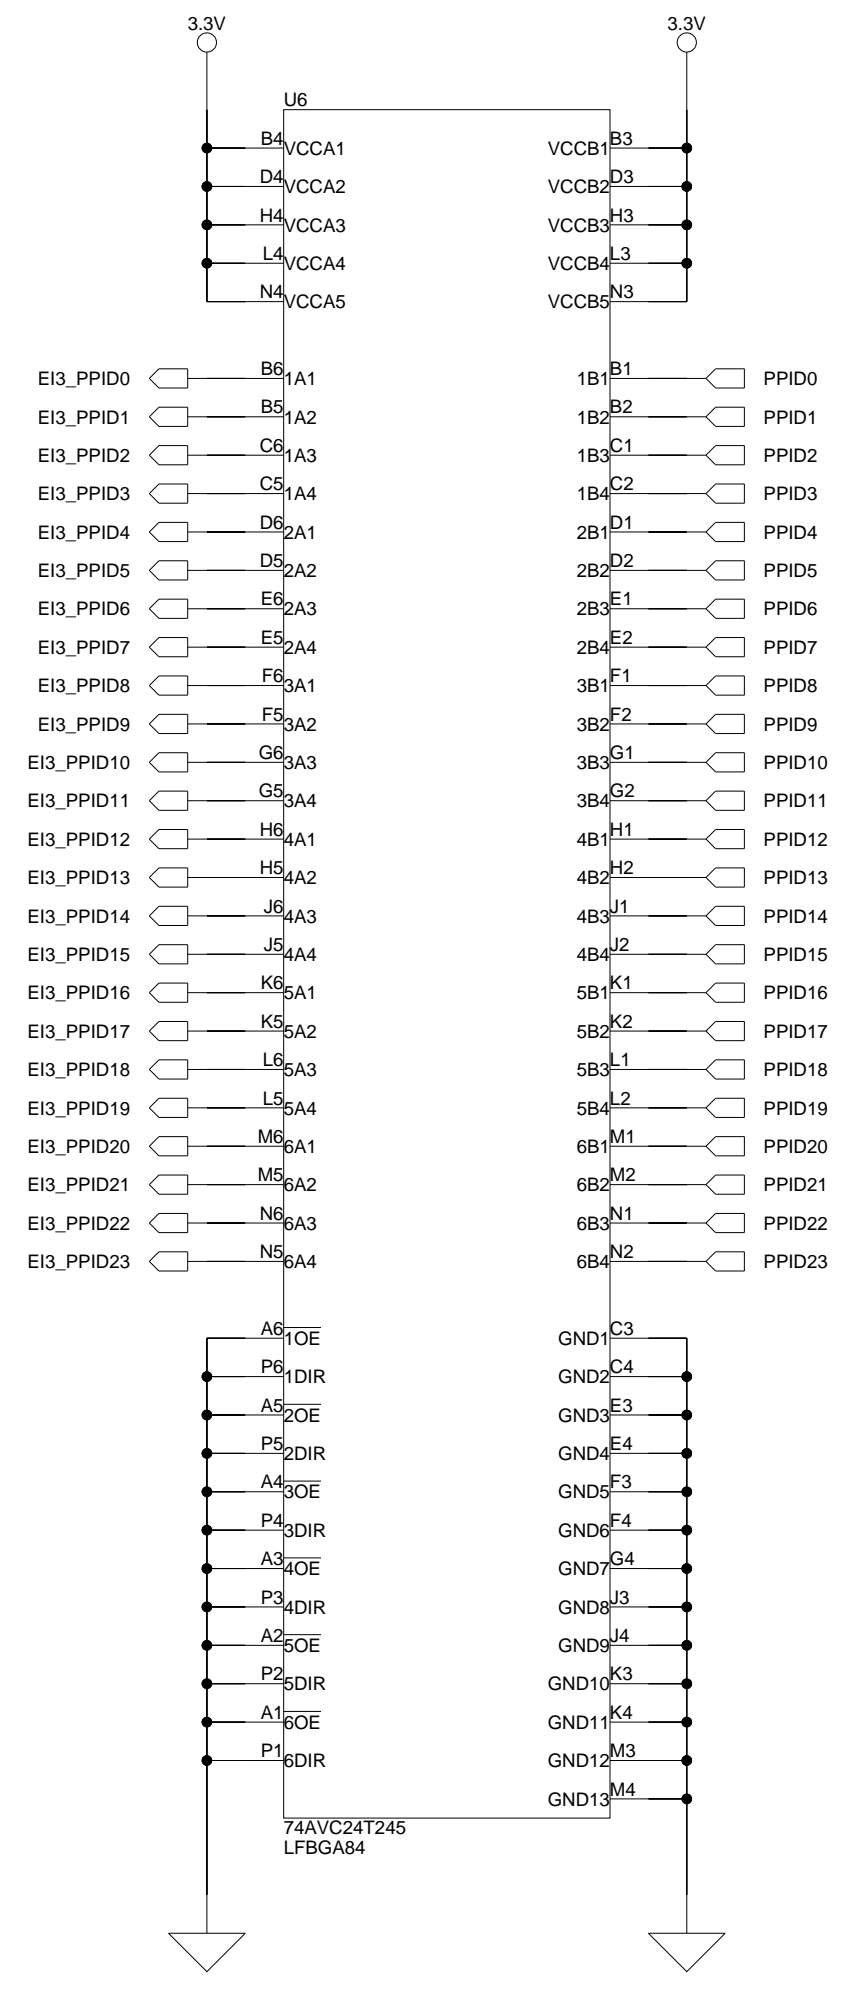 3.3V 3.3V
U6
B4 VCCA1 VCCB1 B3
D4 VCCA2 VCCB2 D3
H4 VCCA3 VCCB3 H3
L4 VCCA4 VCCB4 L3
N4 VCCA5 VCCB5 N3
EI3_PPID0 B6 1A1 1B1 B1 PPID0
EI3_PPID1 B5 1A2 1B2 B2 PPID1
EI3_PPID2 C6 1A3 1B3 C1 PPID2
EI3_PPID3 C5 1A4 1B4 C2 PPID3
EI3_PPID4 D6 2A1 2B1 D1 PPID4
EI3_PPID5 D5 2A2 2B2 D2 PPID5
EI3_PPID6 E6 2A3 2B3 E1 PPID6
EI3_PPID7 E5 2A4 2B4 E2 PPID7
EI3_PPID8 F6 3A1 3B1 F1 PPID8
EI3_PPID9 F5 3A2 3B2 F2 PPID9
EI3_PPID10 G6 3A3 3B3 G1 PPID10
EI3_PPID11 G5 3A4 3B4 G2 PPID11
EI3_PPID12 H6 4A1 4B1 H1 PPID12
EI3_PPID13 H5 4A2 4B2 H2 PPID13
EI3_PPID14 J6 4A3 4B3 J1 PPID14
EI3_PPID15 J5 4A4 4B4 J2 PPID15
EI3_PPID16 K6 5A1 5B1 K1 PPID16
EI3_PPID17 K5 5A2 5B2 K2 PPID17
EI3_PPID18 L6 5A3 5B3 L1 PPID18
EI3_PPID19 L5 5A4 5B4 L2 PPID19
EI3_PPID20 M6 6A1 6B1 M1 PPID20
EI3_PPID21 M5 6A2 6B2 M2 PPID21
EI3_PPID22 N6 6A3 6B3 N1 PPID22
EI3_PPID23 N5 6A4 6B4 N2 PPID23
A6 1OE GND1 C3
P6 1DIR GND2 C4
A5 2OE GND3 E3
P5 2DIR GND4 E4
A4 3OE GND5 F3
P4 3DIR GND6 F4
A3 4OE GND7 G4
P3 4DIR GND8 J3
A2 5OE GND9 J4
P2 5DIR GND10 K3
A1 6OE GND11 K4
P1 6DIR GND12 M3
GND13 M4
74AVC24T245
LFBGA84